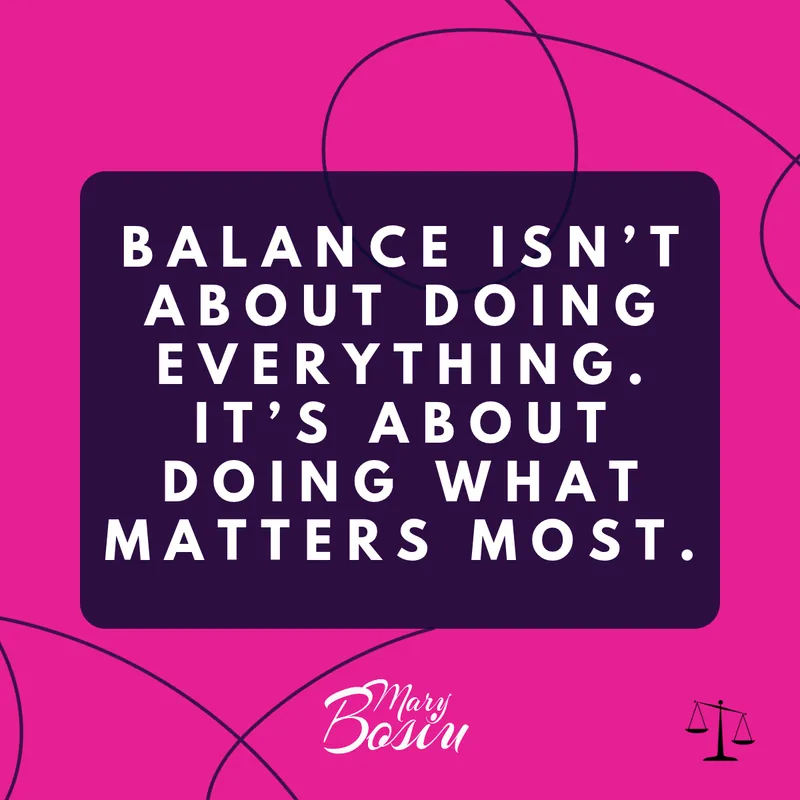 BALANCE ISN’T
ABOUT DOING
EVERYTHING.
IT’S ABOUT
DOING WHAT
MATTERS MOST.
Mary
Bosiu